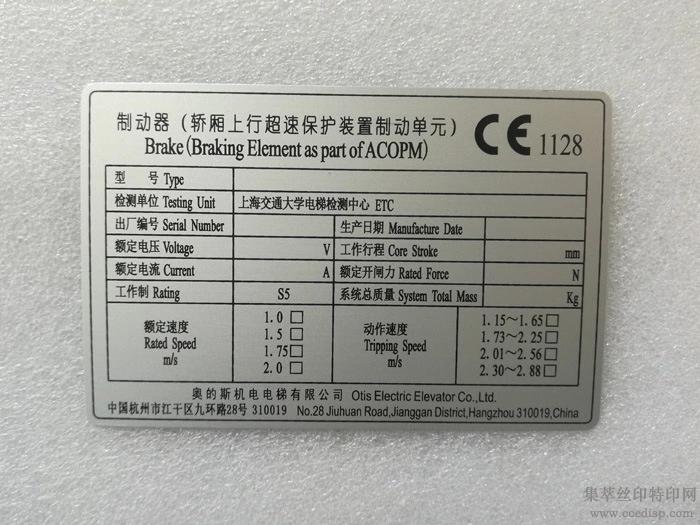 制动器（轿厢上行超速保护装置制动单元）
Brake(Braking Element as part of ACOPM)
CE 1128
型 号 Type
检测单位 Testing Unit 上海交通大学电梯检测中心 ETC
出厂编号 Serial Number 生产日期 Manufacture Date
额定电压 Voltage V 工作行程 Core Stroke mm
额定电流 Current A 额定开闸力 Rated Force N
工作制 Rating S5 系统总质量 System Total Mass Kg
额定速度
Rated Speed
m/s
1.0 □
1.5 □
1.75□
2.0 □
动作速度
Tripping Speed
m/s
1.15～1.65□
1.73～2.25□
2.01～2.56□
2.30～2.88□
奥的斯机电电梯有限公司 Otis Electric Elevator Co.,Ltd.
中国杭州市江干区九环路28号 310019 No.28 Jiuhuan Road,Jianggan District,Hangzhou 310019,China
集萃丝印特印网
www.ccedisp.com